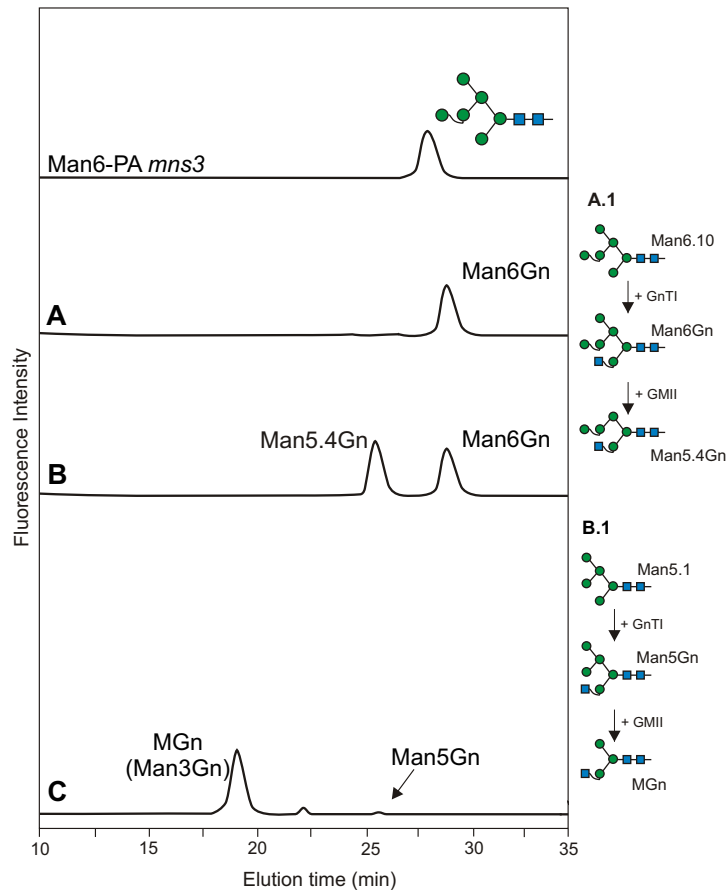 Man6-PA mns3
A
Man6Gn
B
Man5.4Gn
Man6Gn
C
MGn
(Man3Gn)
Man5Gn
Fluorescence Intensity
10
15
20
25
30
35
Elution time (min)
A.1
Man6.10
+ GnTI
Man6Gn
+ GMII
Man5.4Gn
B.1
Man5.1
+ GnTI
Man5Gn
+ GMII
MGn